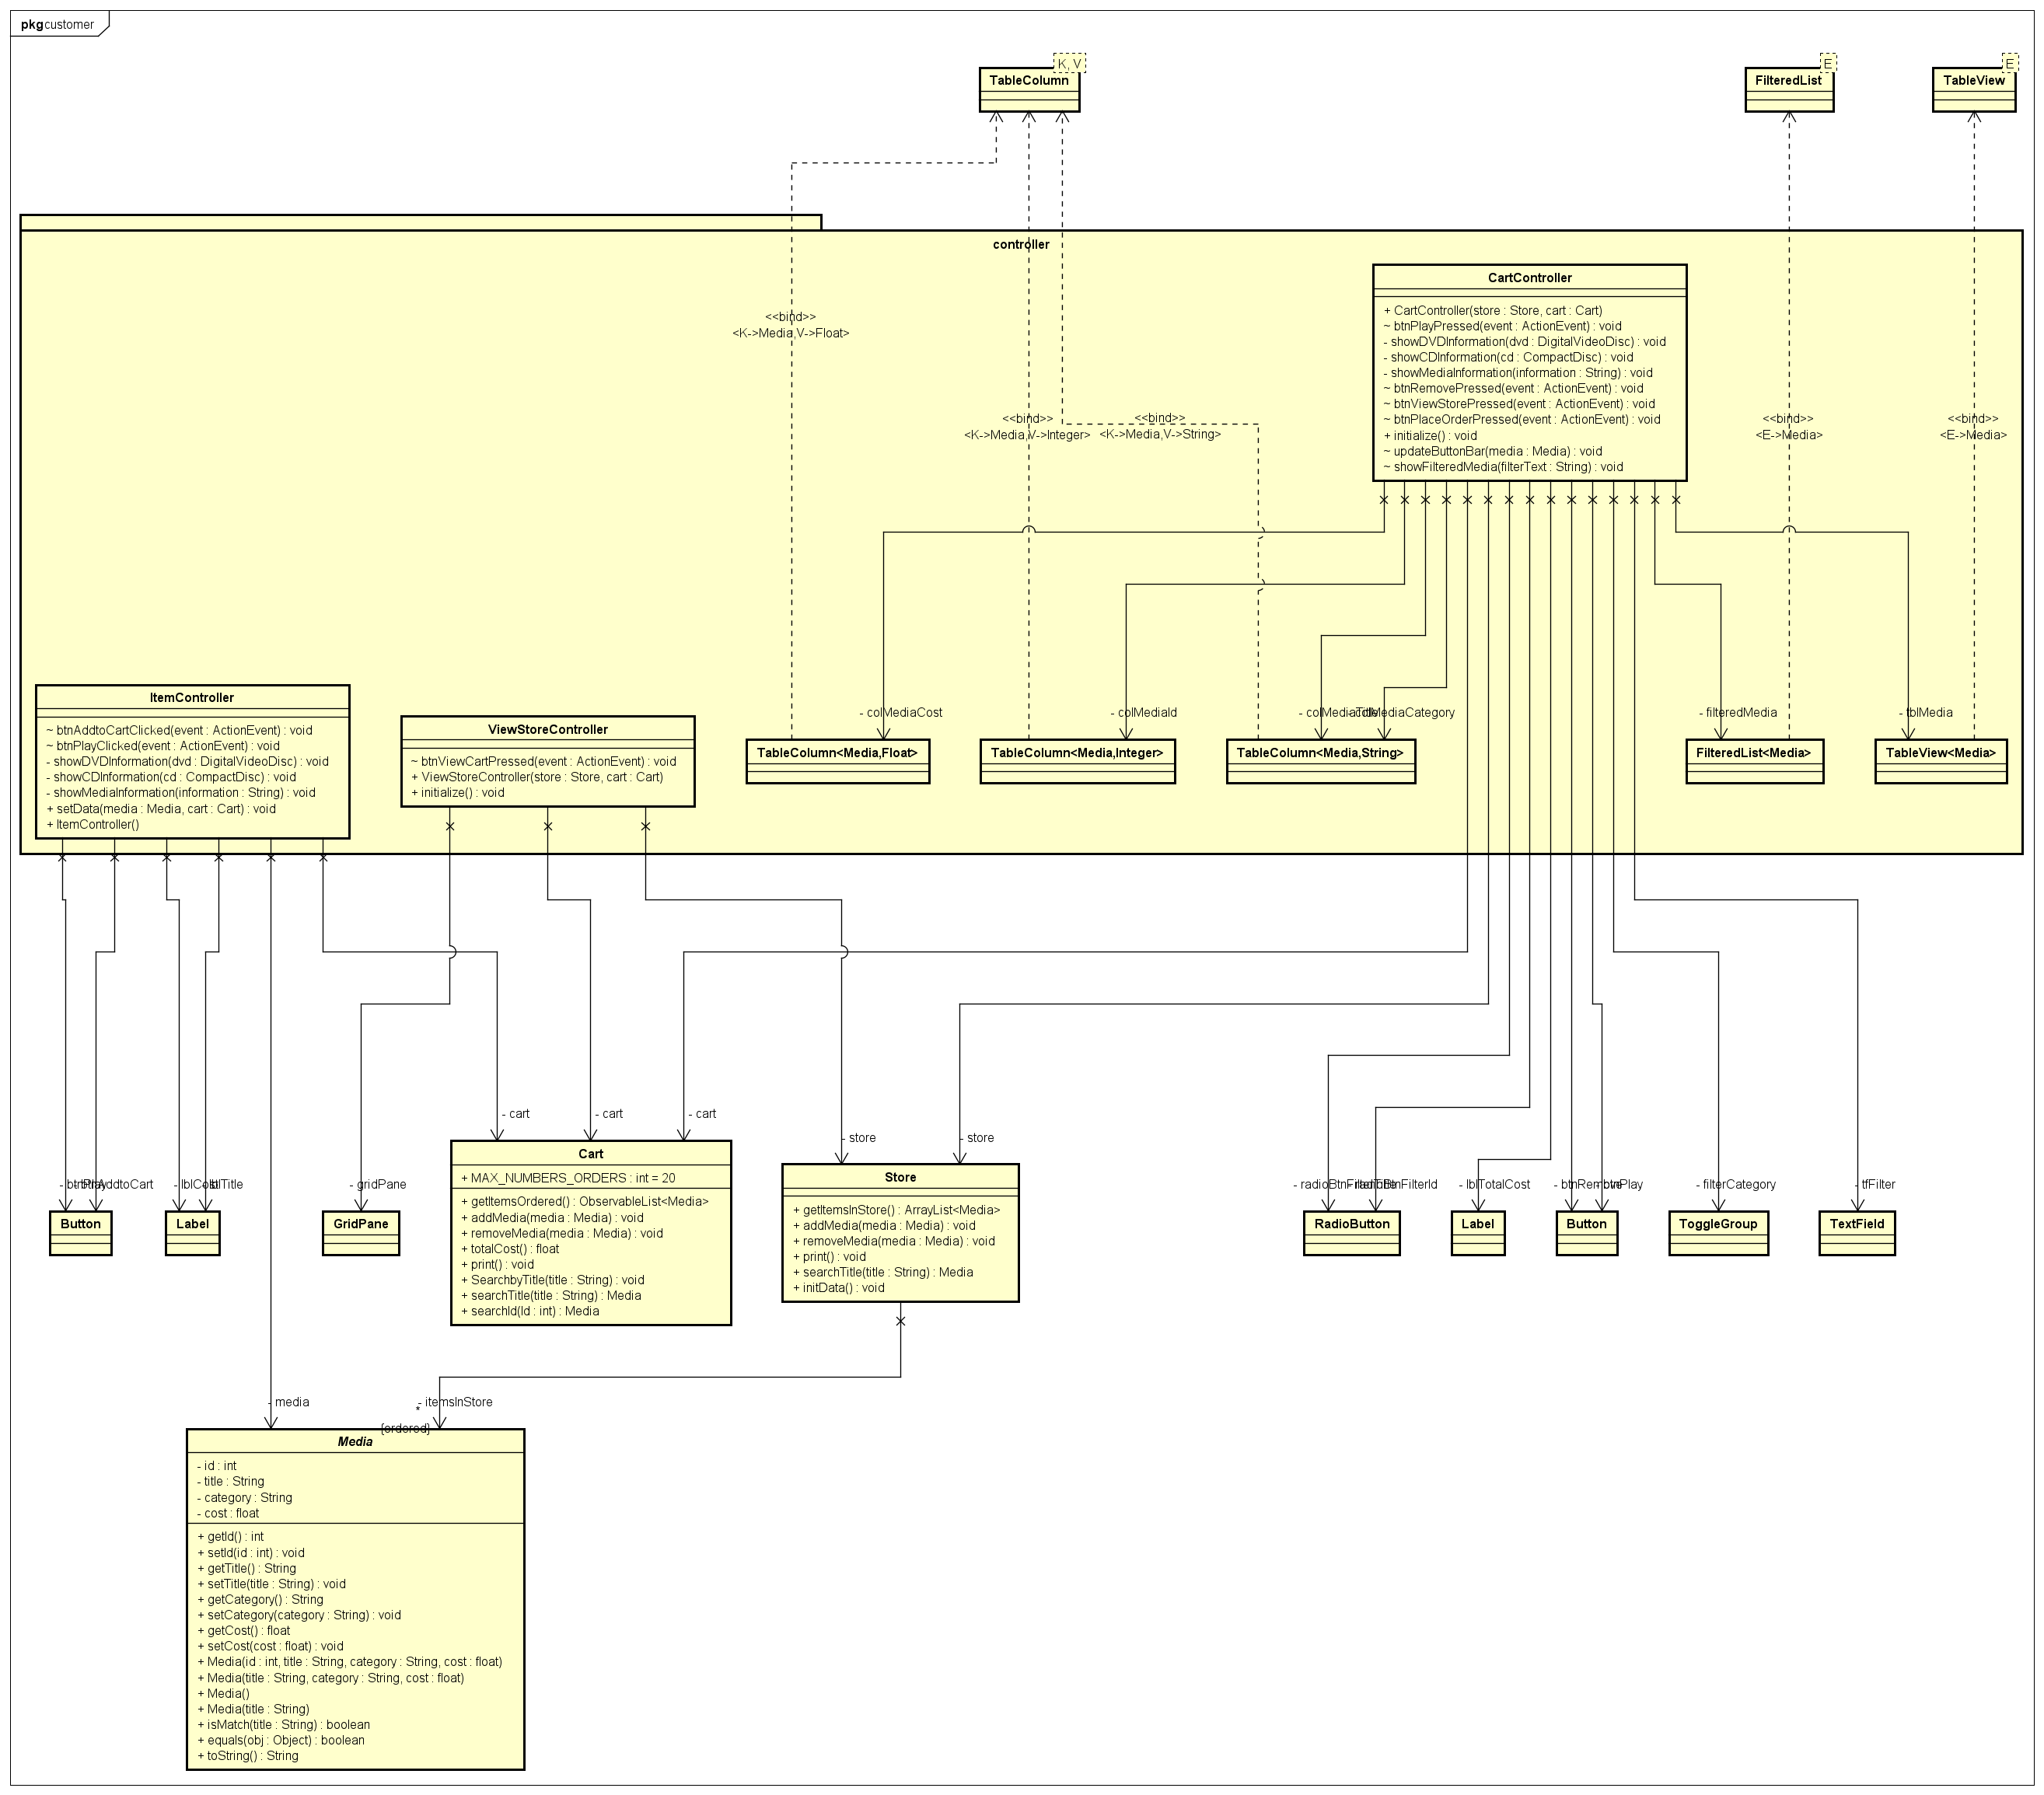 pkg customer
K, V
TableColumn
E
FilteredList
E
TableView
controller
<<bind>>
<K->Media,V->Float>
<<bind>>
<K->Media,V->Integer>
<<bind>>
<K->Media,V->String>
<<bind>>
<E->Media>
<<bind>>
<E->Media>
CartController
+ CartController(store : Store, cart : Cart)
~ btnPlayPressed(event : ActionEvent) : void
- showDVDInformation(dvd : DigitalVideoDisc) : void
- showCDInformation(cd : CompactDisc) : void
- showMediaInformation(information : String) : void
~ btnRemovePressed(event : ActionEvent) : void
~ btnViewStorePressed(event : ActionEvent) : void
~ btnPlaceOrderPressed(event : ActionEvent) : void
+ initialize() : void
~ updateButtonBar(media : Media) : void
~ showFilteredMedia(filterText : String) : void
ItemController
~ btnAddtoCartClicked(event : ActionEvent) : void
~ btnPlayClicked(event : ActionEvent) : void
- showDVDInformation(dvd : DigitalVideoDisc) : void
- showCDInformation(cd : CompactDisc) : void
- showMediaInformation(information : String) : void
+ setData(media : Media, cart : Cart) : void
+ ItemController()
ViewStoreController
~ btnViewCartPressed(event : ActionEvent) : void
+ ViewStoreController(store : Store, cart : Cart)
+ initialize() : void
- colMediaCost
TableColumn<Media,Float>
- colMediaId
TableColumn<Media,Integer>
- colMediaTitle
- colMediaCategory
TableColumn<Media,String>
- filteredMedia
FilteredList<Media>
- tblMedia
TableView<Media>
- btnPlay
- btnAddtoCart
Button
- lblCost
- lblTitle
Label
- gridPane
GridPane
- cart
- cart
- cart
Cart
+ MAX_NUMBERS_ORDERS : int = 20
+ getItemsOrdered() : ObservableList<Media>
+ addMedia(media : Media) : void
+ removeMedia(media : Media) : void
+ totalCost() : float
+ print() : void
+ SearchbyTitle(title : String) : void
+ searchTitle(title : String) : Media
+ searchId(Id : int) : Media
- store
- store
Store
+ getItemsInStore() : ArrayList<Media>
+ addMedia(media : Media) : void
+ removeMedia(media : Media) : void
+ print() : void
+ searchTitle(title : String) : Media
+ initData() : void
- radioBtnFilterTitle
- radioBtnFilterId
RadioButton
- lblTotalCost
Label
- btnRemove
- btnPlay
Button
- filterCategory
ToggleGroup
- tfFilter
TextField
- media
- itemsInStore
*
{ordered}
Media
- id : int
- title : String
- category : String
- cost : float
+ getId() : int
+ setId(id : int) : void
+ getTitle() : String
+ setTitle(title : String) : void
+ getCategory() : String
+ setCategory(category : String) : void
+ getCost() : float
+ setCost(cost : float) : void
+ Media(id : int, title : String, category : String, cost : float)
+ Media(title : String, category : String, cost : float)
+ Media()
+ Media(title : String)
+ isMatch(title : String) : boolean
+ equals(obj : Object) : boolean
+ toString() : String